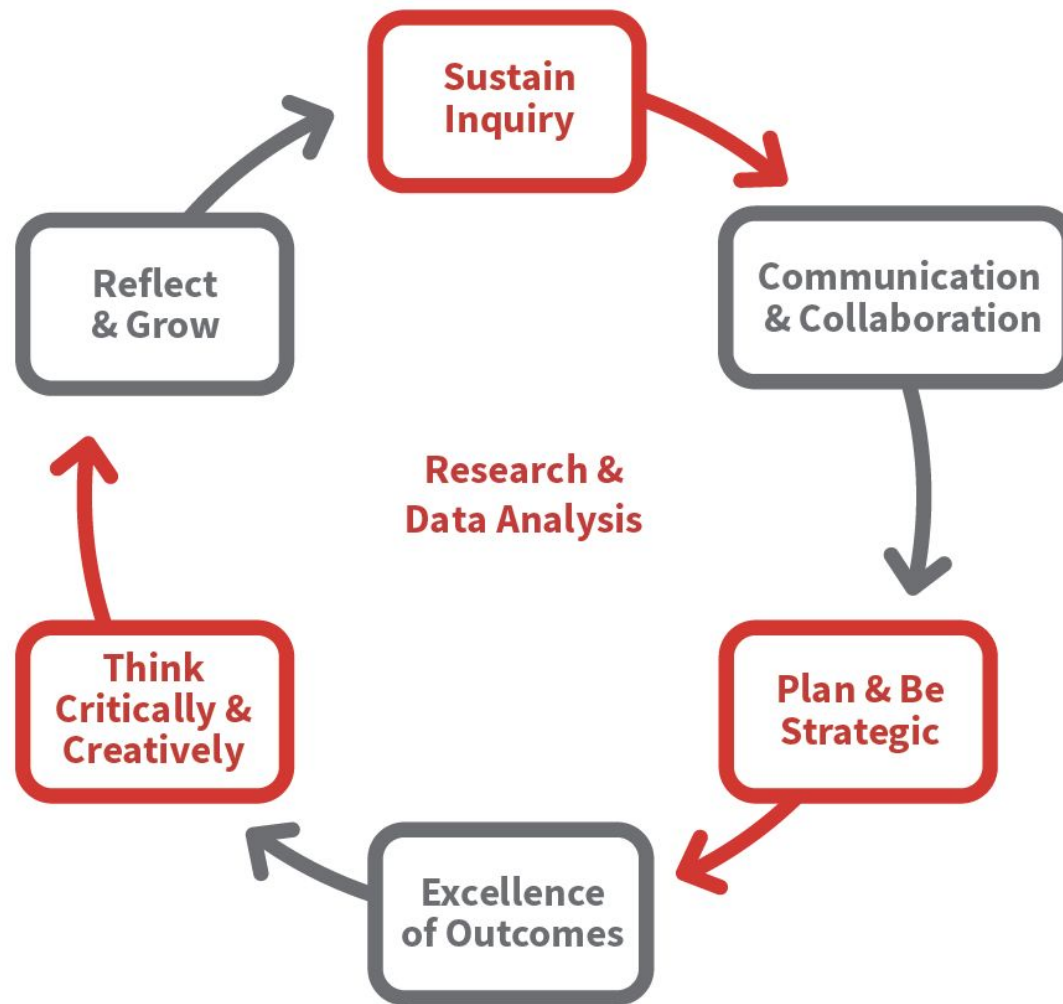 Sustain
Inquiry
Communication
& Collaboration
Plan & Be
Strategic
Excellence
of Outcomes
Think
Critically &
Creatively
Reflect
& Grow
Research &
Data Analysis